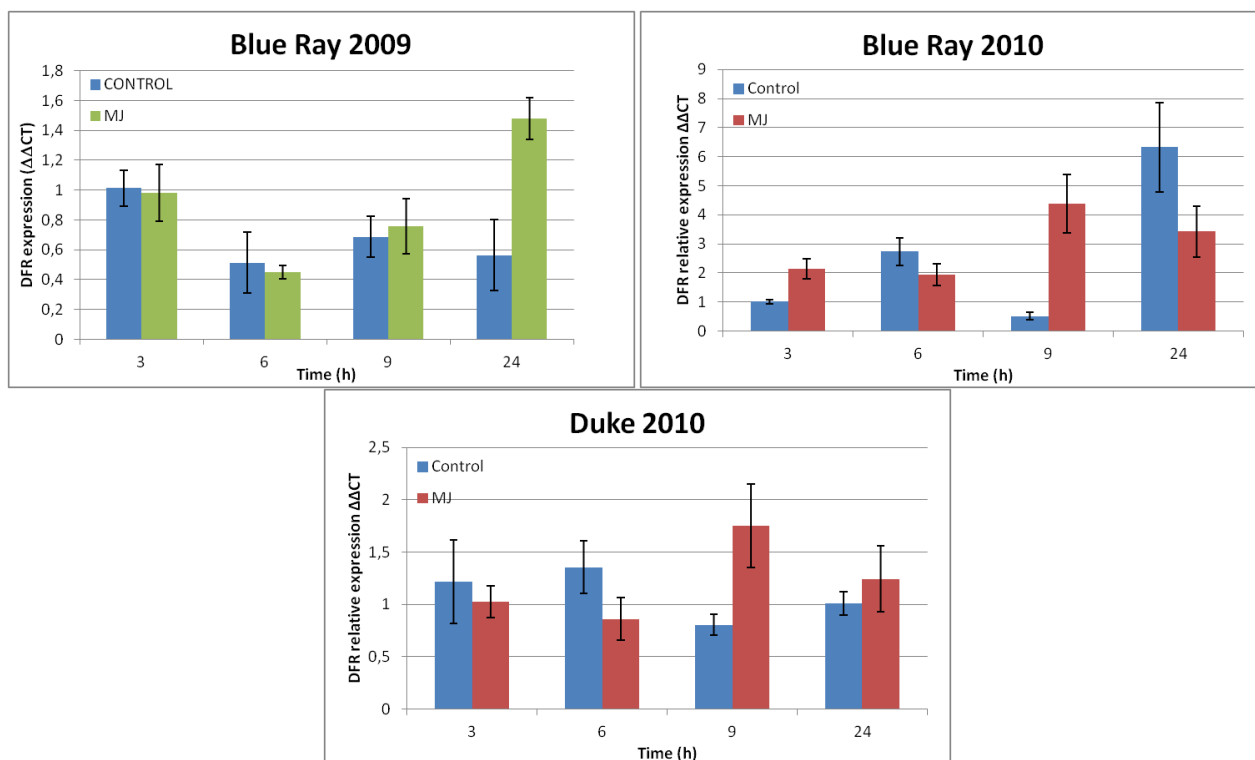 Blue Ray 2009
DFR expression (ΔΔCT)
1,8
1,6
1,4
1,2
1
0,8
0,6
0,4
0,2
0
CONTROL
MJ
3 6 9 24
Time (h)
Blue Ray 2010
DFR relative expression ΔΔCT
9
8
7
6
5
4
3
2
1
0
Control
MJ
3 6 9 24
Time (h)
Duke 2010
DFR relative expression ΔΔCT
2,5
2
1,5
1
0,5
0
Control
MJ
3 6 9 24
Time (h)